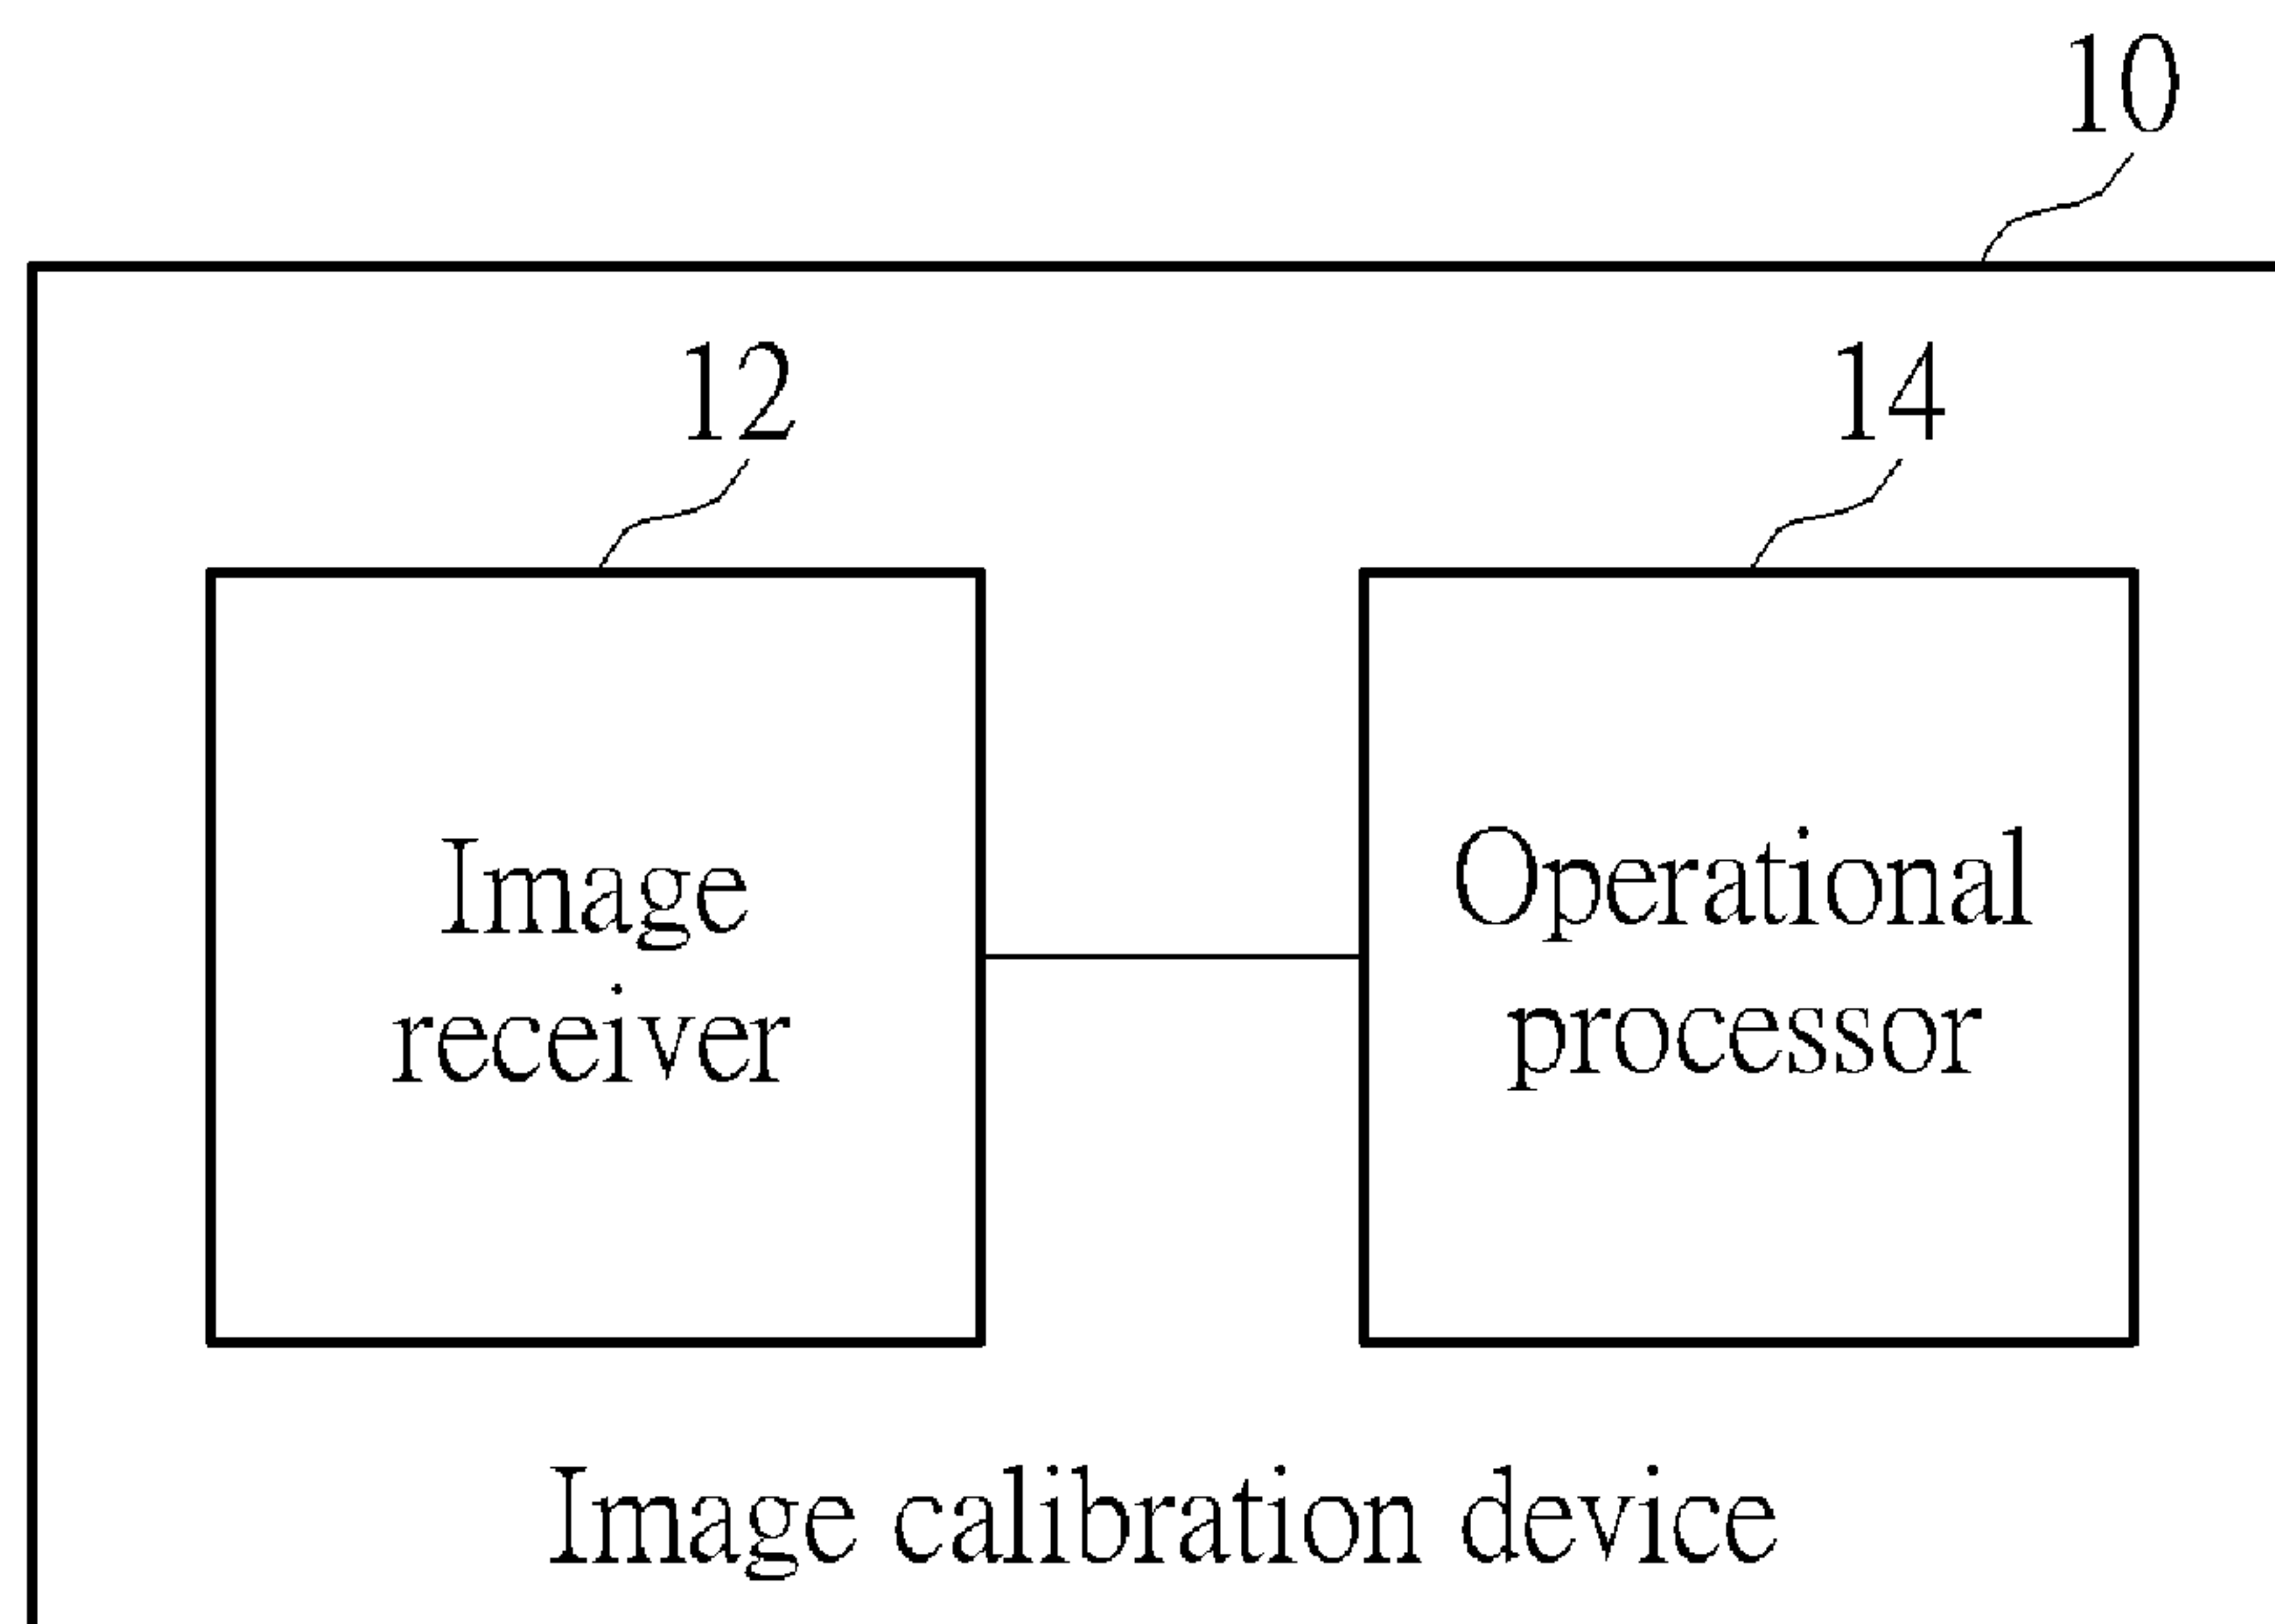 10
12
14
Image
receiver
Operational
processor
Image calibration device